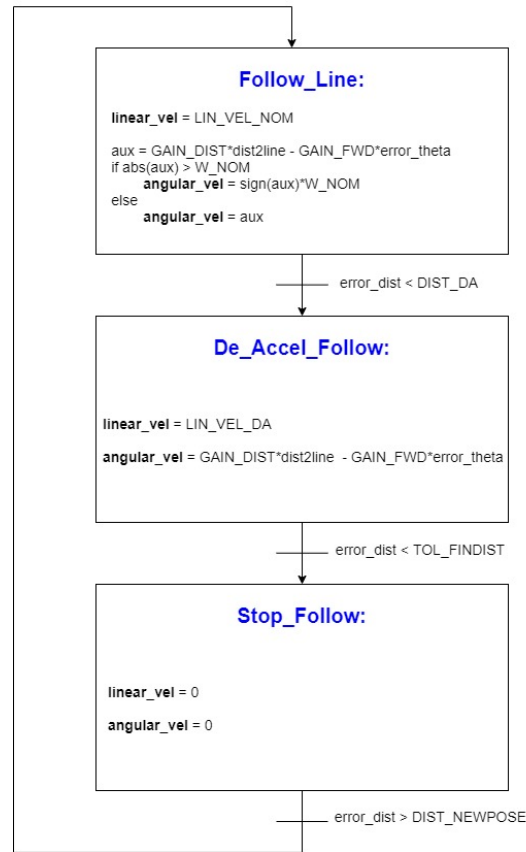 Follow_Line:
linear_vel = LIN_VEL_NOM
aux = GAIN_DIST*dist2line - GAIN_FWD*error_theta
if abs(aux) > W_NOM
angular_vel = sign(aux)*W_NOM
else
angular_vel = aux
error_dist < DIST_DA
De_Accel_Follow:
linear_vel = LIN_VEL_DA
angular_vel = GAIN_DIST*dist2line - GAIN_FWD*error_theta
error_dist < TOL_FINDIST
Stop_Follow:
linear_vel = 0
angular_vel = 0
error_dist > DIST_NEWPOSE